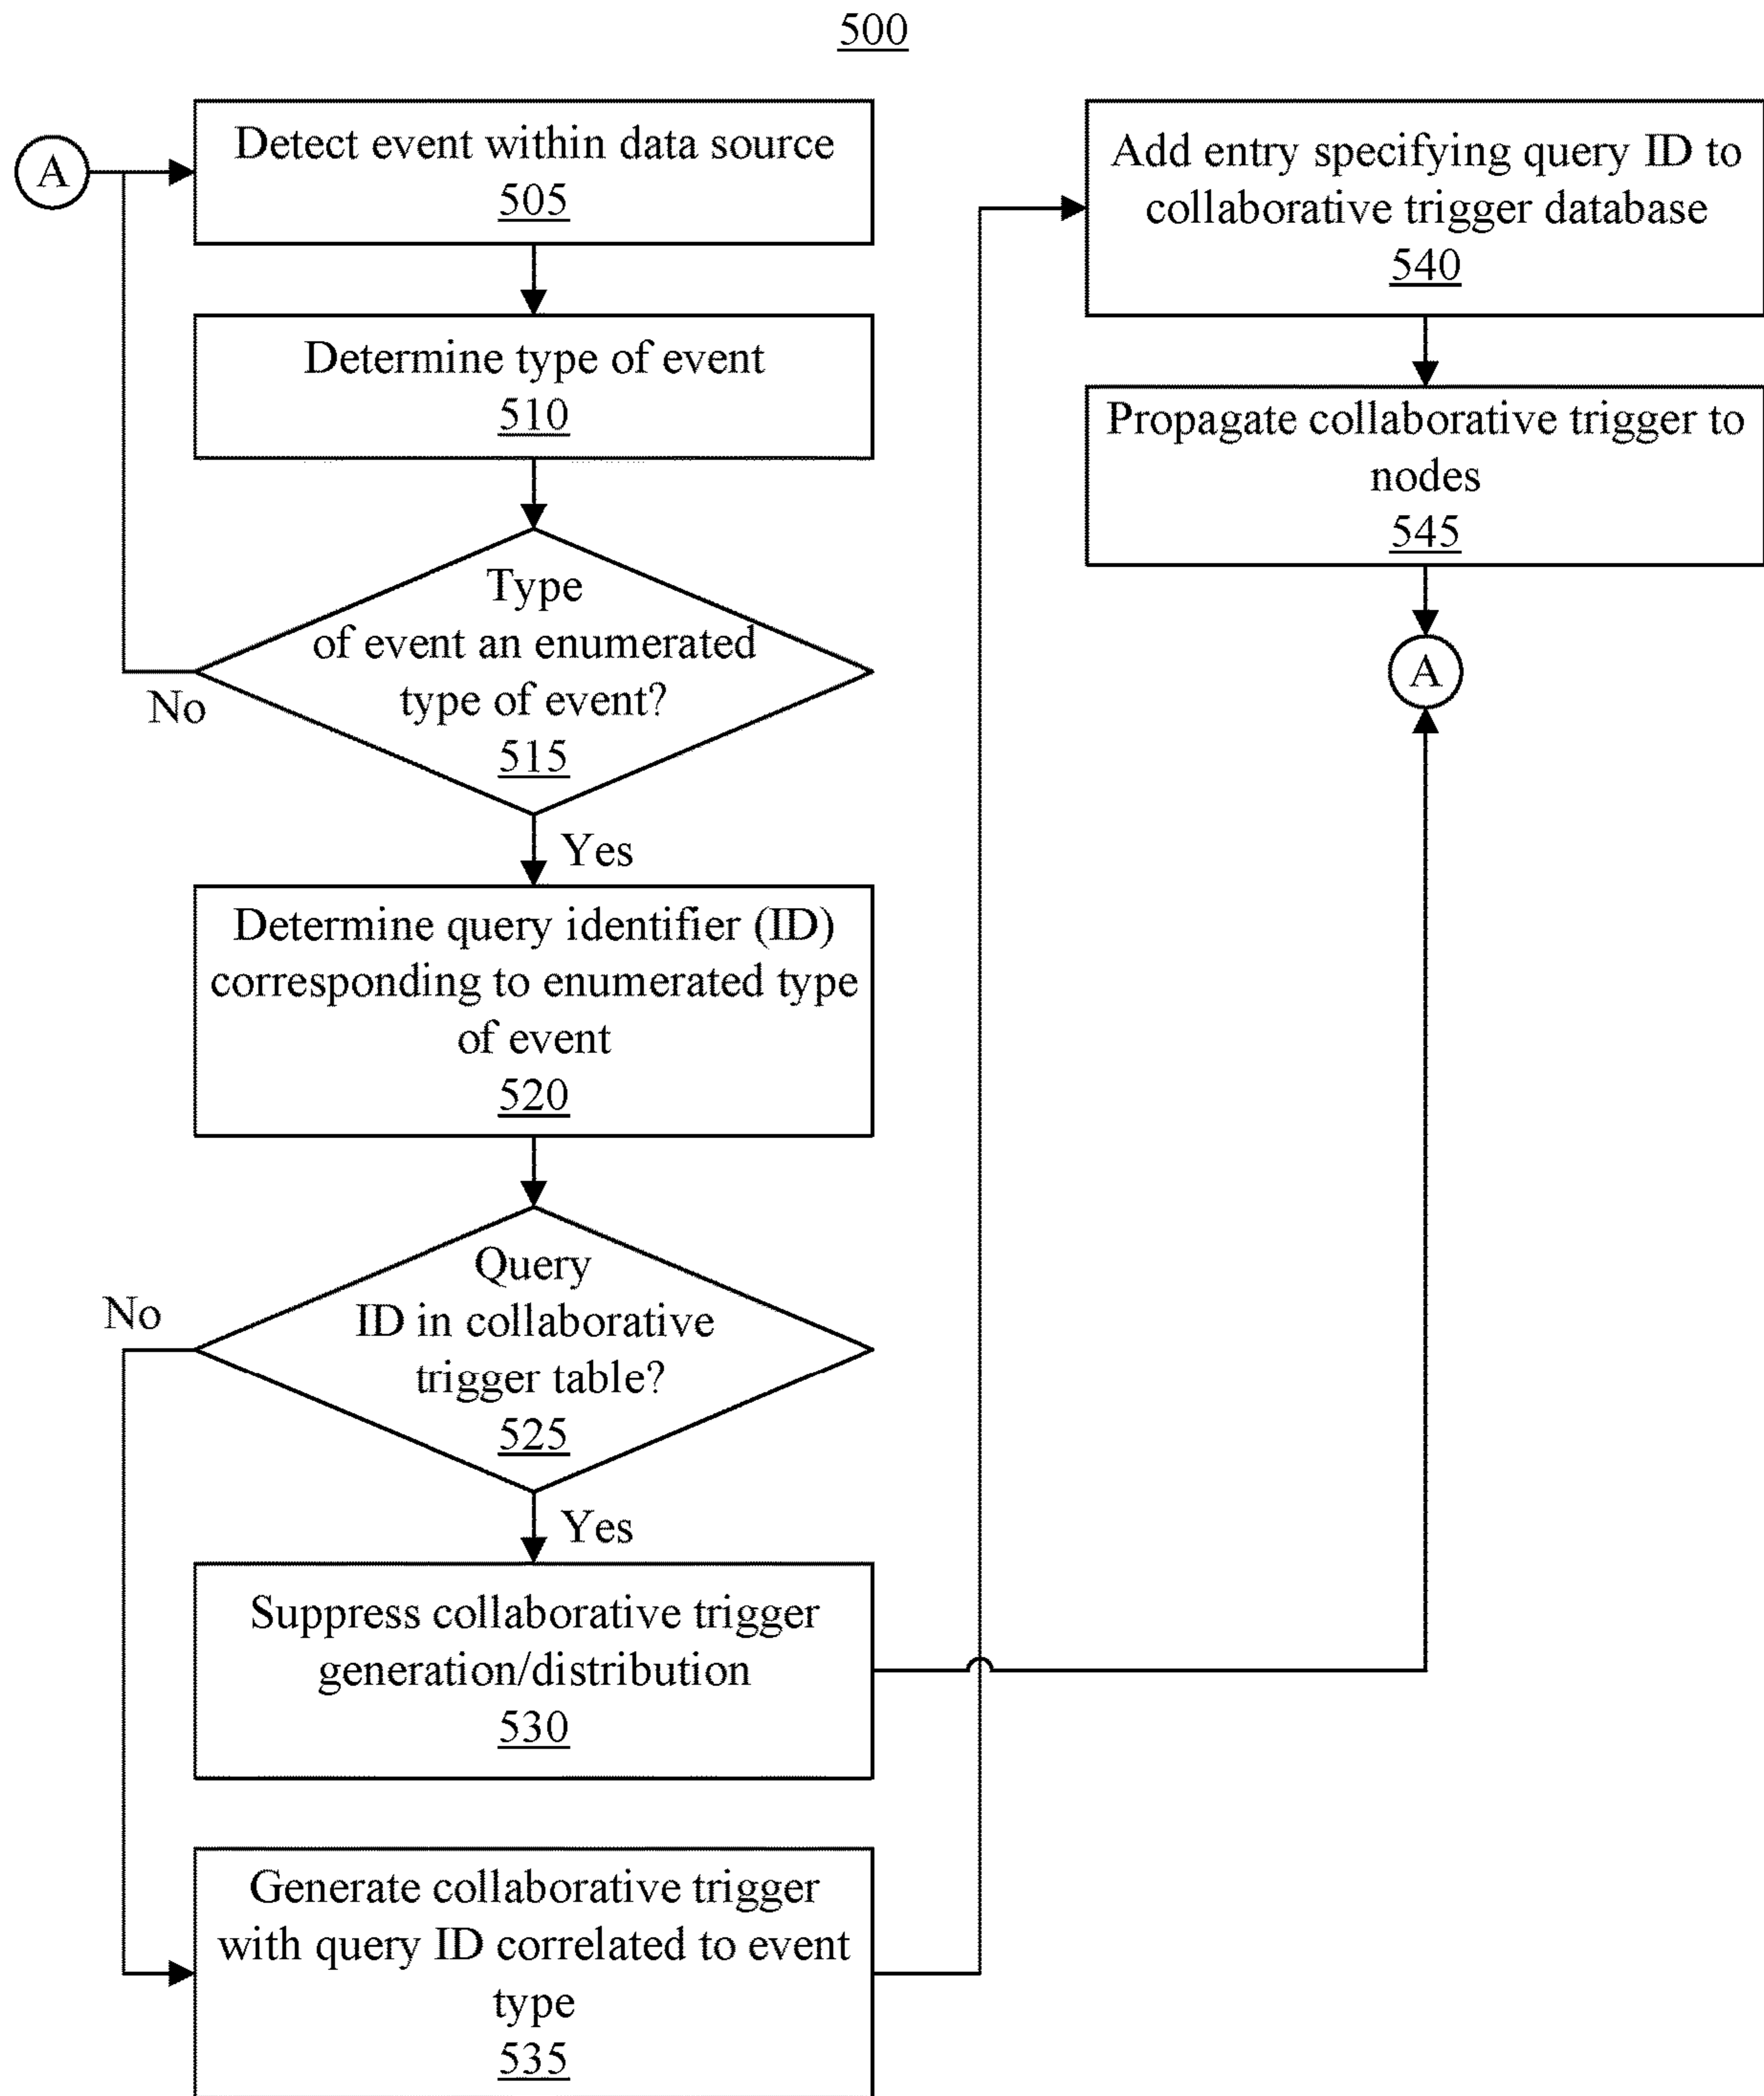 500
A
Detect event within data source
505
Determine type of event
510
Type
of event an enumerated
type of event?
515
No
Yes
Determine query identifier (ID)
corresponding to enumerated type
of event
520
Query
ID in collaborative
trigger table?
525
No
Yes
Suppress collaborative trigger
generation/distribution
530
Generate collaborative trigger
with query ID correlated to event
type
535
Add entry specifying query ID to
collaborative trigger database
540
Propagate collaborative trigger to
nodes
545
A